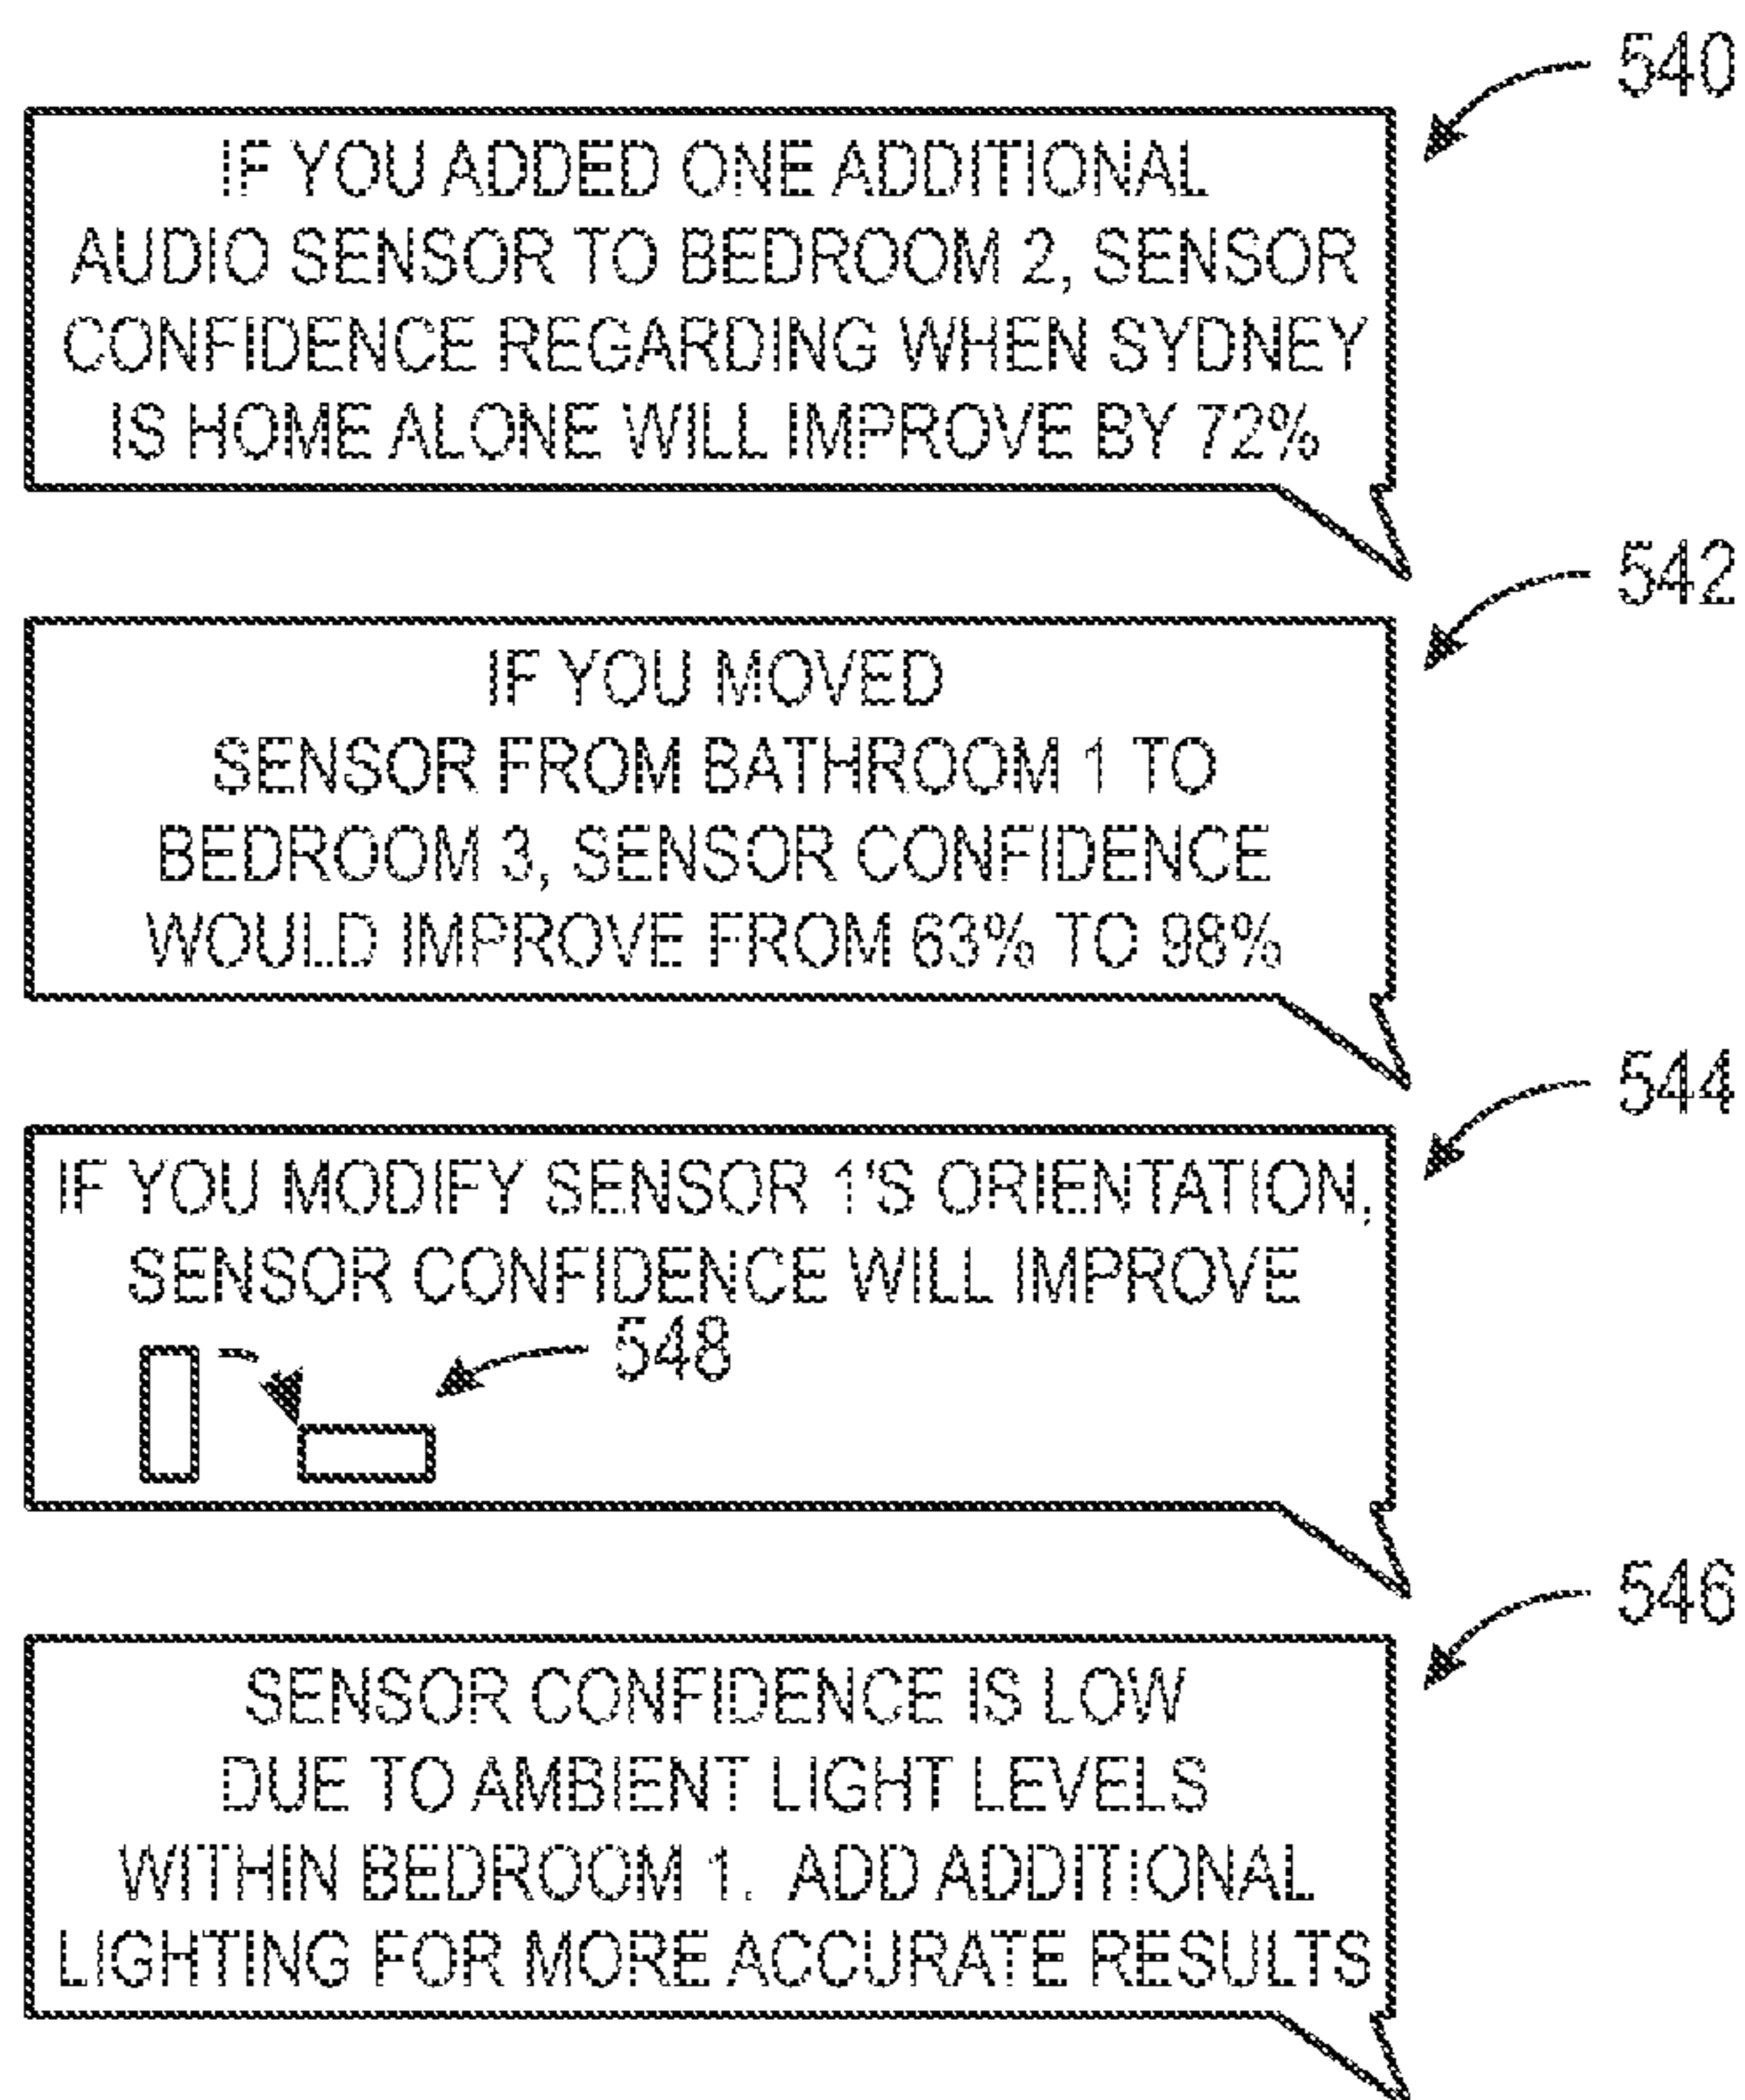 540
IF YOU ADDED ONE ADDITIONAL
AUDIO SENSOR TO BEDROOM 2, SENSOR
CONFIDENCE REGARDING WHEN SYDNEY
IS HOME ALONE WILL IMPROVE BY 72%
542
IF YOU MOVED
SENSOR FROM BATHROOM 1 TO
BEDROOM 3, SENSOR CONFIDENCE
WOULD IMPROVE FROM 63% TO 98%
544
IF YOU MODIFY SENSOR 1'S ORIENTATION,
SENSOR CONFIDENCE WILL IMPROVE
548
546
SENSOR CONFIDENCE IS LOW
DUE TO AMBIENT LIGHT LEVELS
WITHIN BEDROOM 1. ADD ADDITIONAL
LIGHTING FOR MORE ACCURATE RESULTS